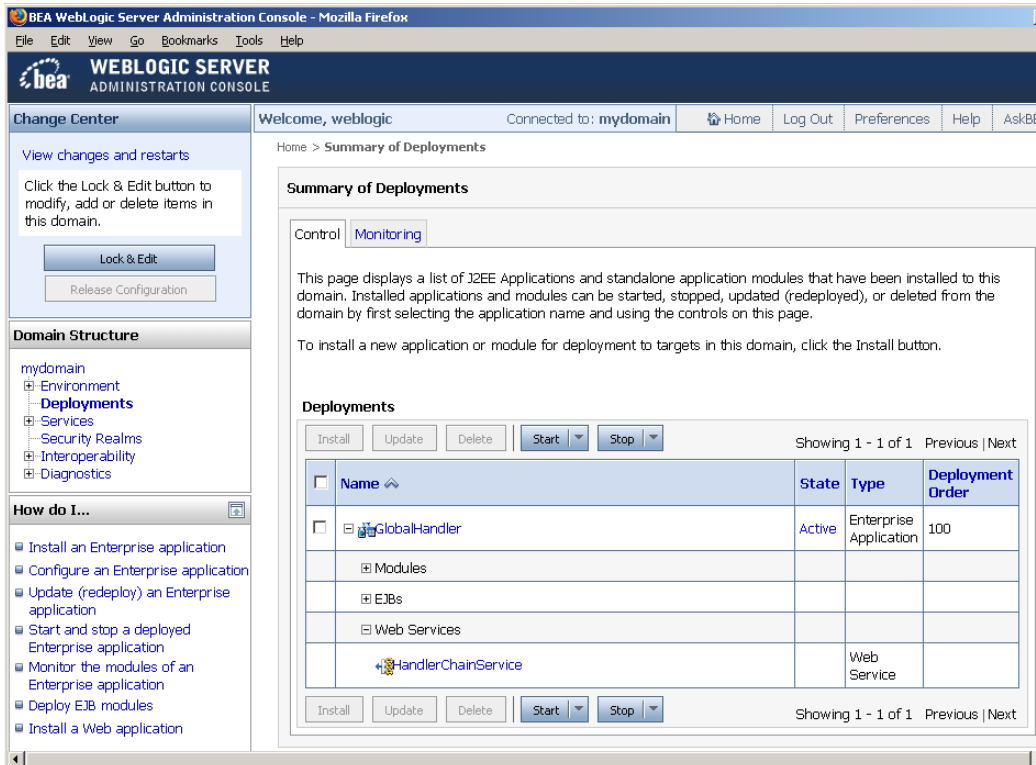 BEA WebLogic Server Administration Console - Mozilla Firefox
File Edit View Go Bookmarks Tools Help
bea WEBLOGIC SERVER
ADMINISTRATION CONSOLE
Change Center
Welcome, weblogic Connected to: mydomain Home Log Out Preferences Help AskBE
View changes and restarts
Click the Lock & Edit button to
modify, add or delete items in
this domain.
Lock & Edit
Release Configuration
Domain Structure
mydomain
Environment
Deployments
Services
Security Realms
Interoperability
Diagnostics
How do I...
Install an Enterprise application
Configure an Enterprise application
Update (redeploy) an Enterprise
application
Start and stop a deployed
Enterprise application
Monitor the modules of an
Enterprise application
Deploy EJB modules
Install a Web application
Home > Summary of Deployments
Summary of Deployments
Control Monitoring
This page displays a list of J2EE Applications and standalone application modules that have been installed to this
domain. Installed applications and modules can be started, stopped, updated (redeployed), or deleted from the
domain by first selecting the application name and using the controls on this page.
To install a new application or module for deployment to targets in this domain, click the Install button.
Deployments
Install Update Delete Start Stop Showing 1 - 1 of 1 Previous | Next
Name State Type Deployment
Order
GlobalHandler Active Enterprise
Application 100
Modules
EJBs
Web Services
HandlerChainService Web
Service
Install Update Delete Start Stop Showing 1 - 1 of 1 Previous | Next